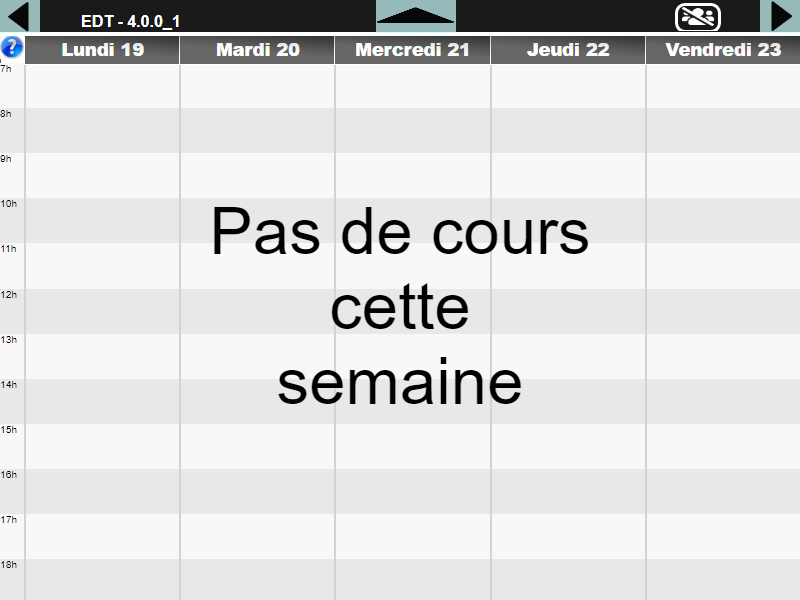 EDT - 4.0.0_1
?
Lundi 19 Mardi 20 Mercredi 21 Jeudi 22 Vendredi 23
7h
8h
9h
10h
Pas de cours
11h
12h
cette
13h
14h
semaine
15h
16h
17h
18h